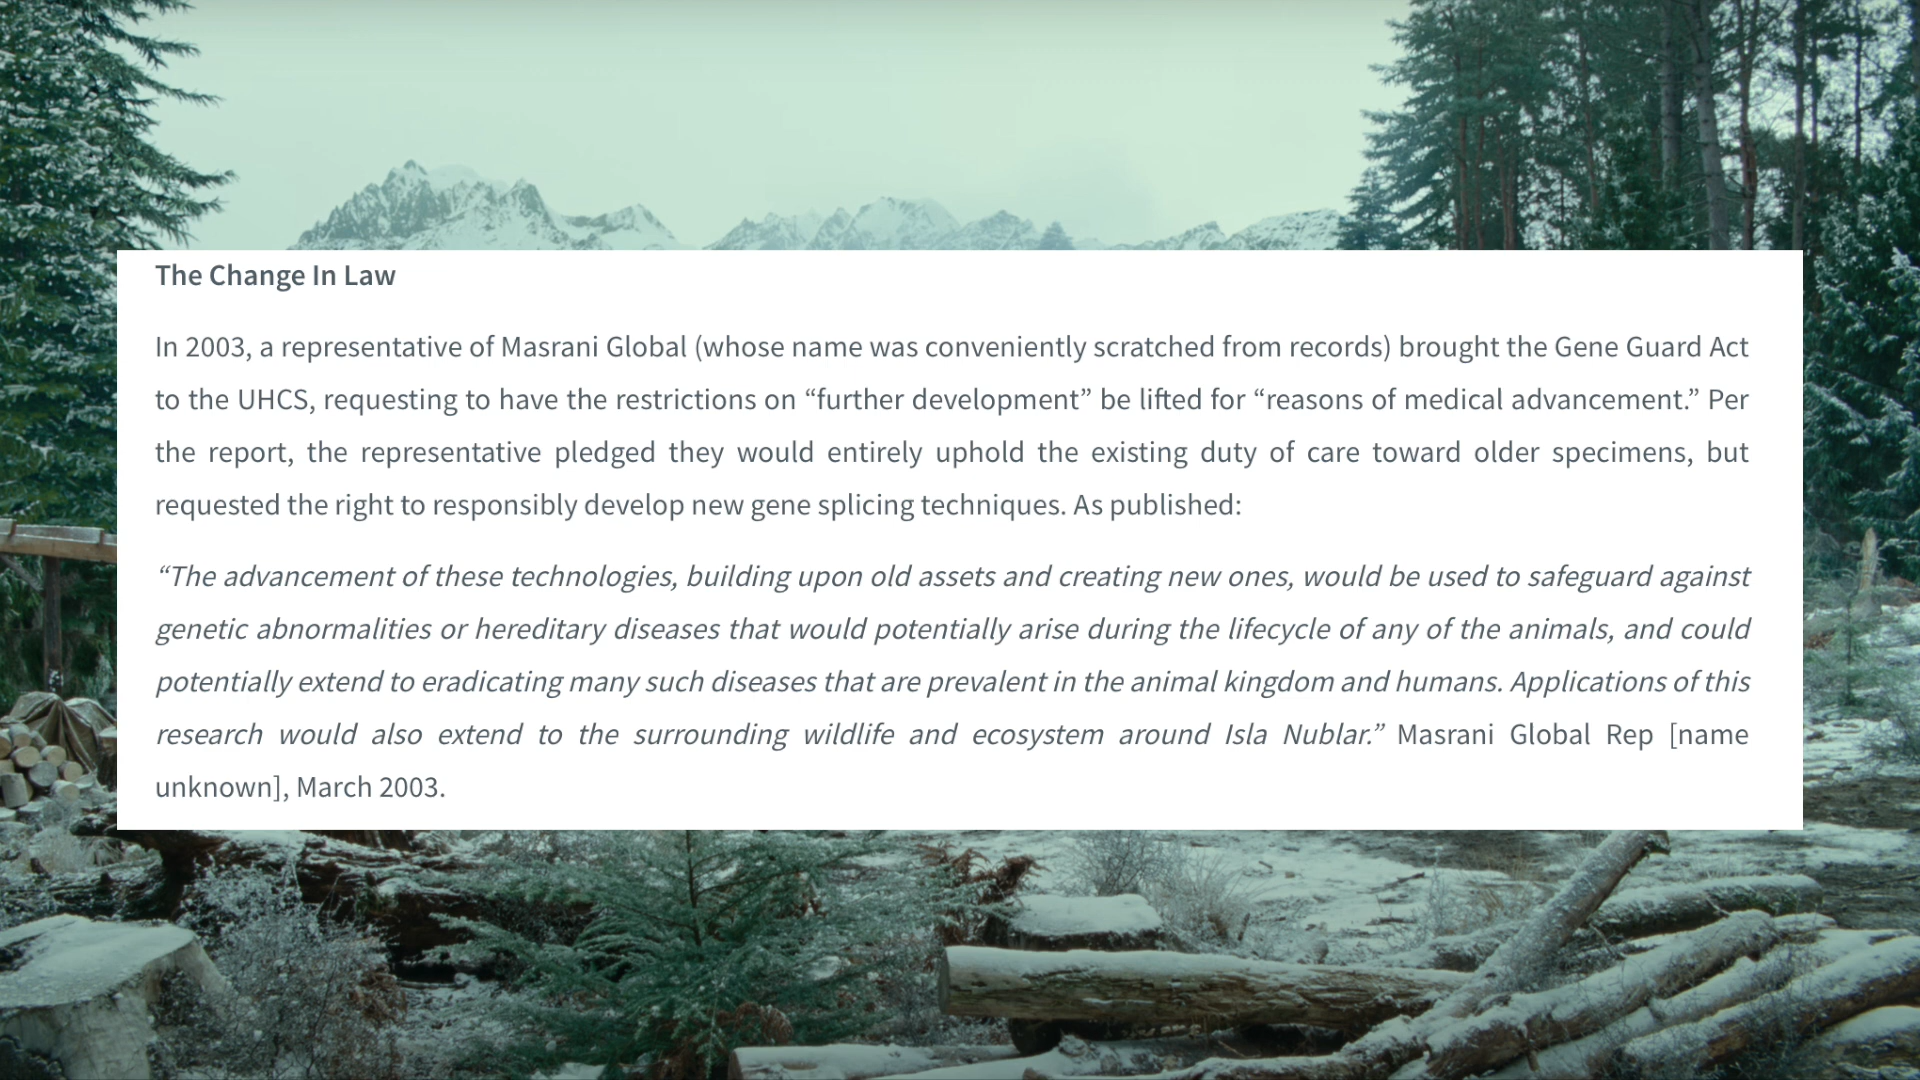 The Change In Law
In 2003, a representative of Masrani Global (whose name was conveniently scratched from records) brought the Gene Guard Act
to the UHCS, requesting to have the restrictions on “further development” be lifted for “reasons of medical advancement.” Per
the report, the representative pledged they would entirely uphold the existing duty of care toward older specimens, but
requested the right to responsibly develop new gene splicing techniques. As published:
“The advancement of these technologies, building upon old assets and creating new ones, would be used to safeguard against
genetic abnormalities or hereditary diseases that would potentially arise during the lifecycle of any of the animals, and could
potentially extend to eradicating many such diseases that are prevalent in the animal kingdom and humans. Applications of this
research would also extend to the surrounding wildlife and ecosystem around Isla Nublar.” Masrani Global Rep [name
unknown], March 2003.